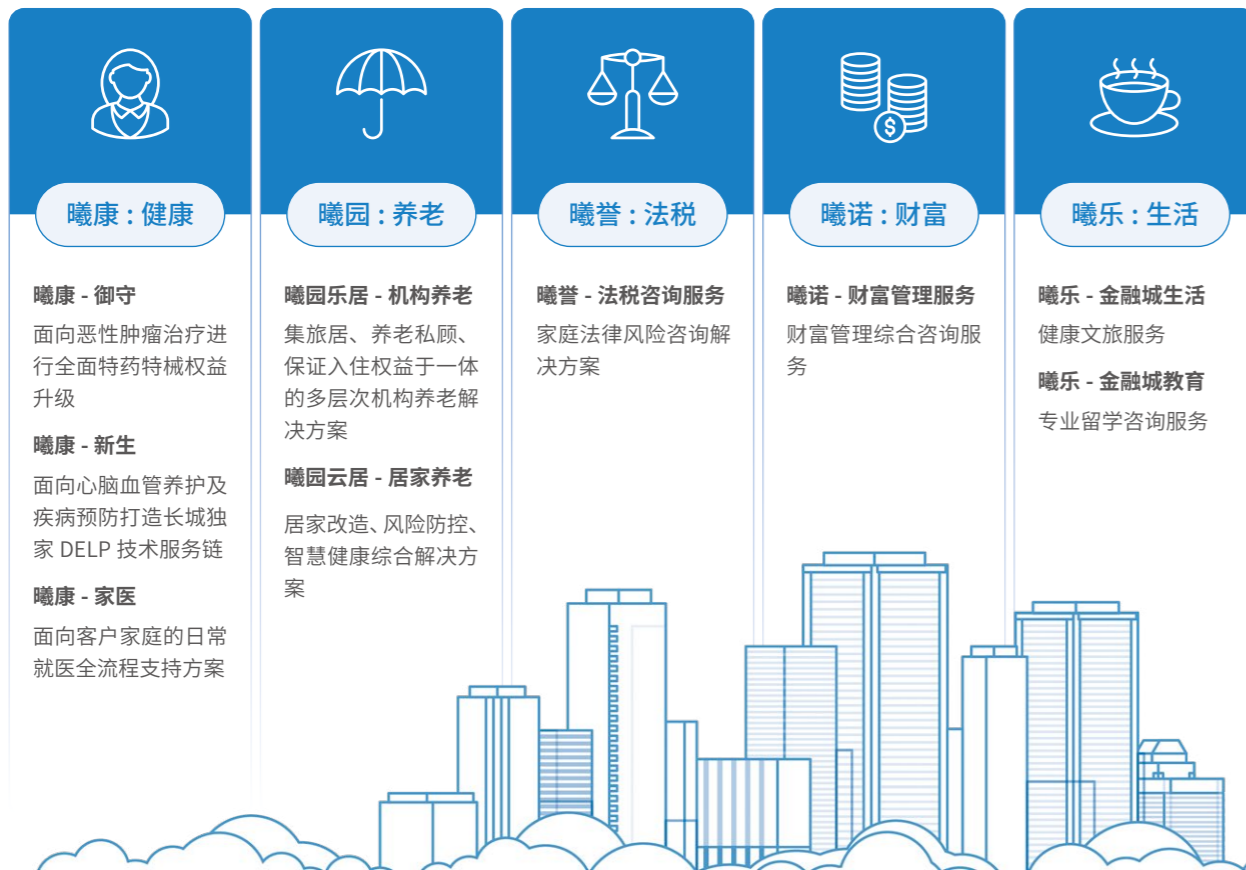 曦康 : 健康
曦康 - 御守
面向恶性肿瘤治疗进
行全面特药特械权益
升级
曦康 - 新生
面向心脑血管养护及
疾病预防打造长城独
家 DELP 技术服务链
曦康 - 家医
面向客户家庭的日常
就医全流程支持方案
曦园 : 养老
曦园乐居 - 机构养老
集旅居、养老私顾、
保证入住权益于一体
的多层次机构养老解
决方案
曦园云居 - 居家养老
居家改造、风险防控、
智慧健康综合解决方
案
曦誉 : 法税
曦誉 - 法税咨询服务
家庭法律风险咨询解
决方案
$
曦诺 : 财富
曦诺 - 财富管理服务
财富管理综合咨询服
务
曦乐 : 生活
曦乐 - 金融城生活
健康文旅服务
曦乐 - 金融城教育
专业留学咨询服务